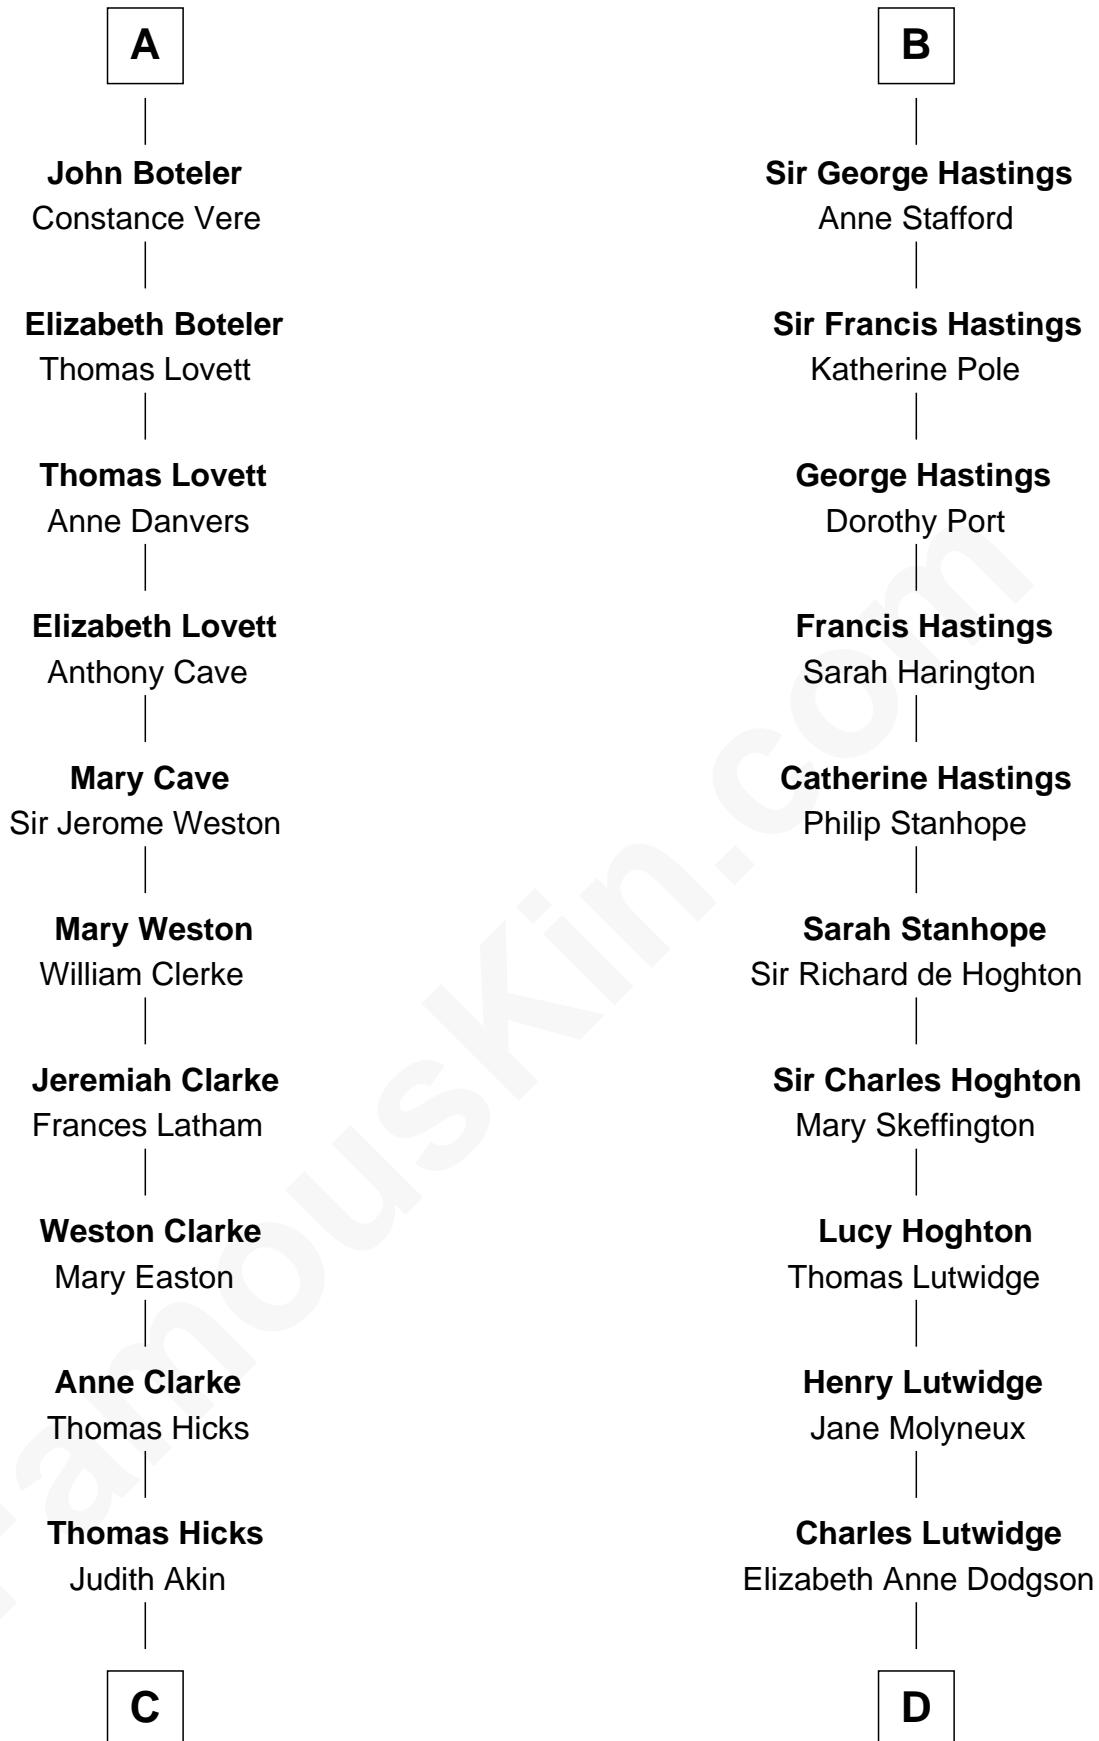 A
John Boteler
Constance Vere
Elizabeth Boteler
Thomas Lovett
Thomas Lovett
Anne Danvers
Elizabeth Lovett
Anthony Cave
Mary Cave
Sir Jerome Weston
Mary Weston
William Clerke
Jeremiah Clarke
Frances Latham
Weston Clarke
Mary Easton
Anne Clarke
Thomas Hicks
Thomas Hicks
Judith Akin
C
B
Sir George Hastings
Anne Stafford
Sir Francis Hastings
Katherine Pole
George Hastings
Dorothy Port
Francis Hastings
Sarah Harington
Catherine Hastings
Philip Stanhope
Sarah Stanhope
Sir Richard de Hoghton
Sir Charles Hoghton
Mary Skeffington
Lucy Hoghton
Thomas Lutwidge
Henry Lutwidge
Jane Molyneux
Charles Lutwidge
Elizabeth Anne Dodgson
D
FamousKin.com